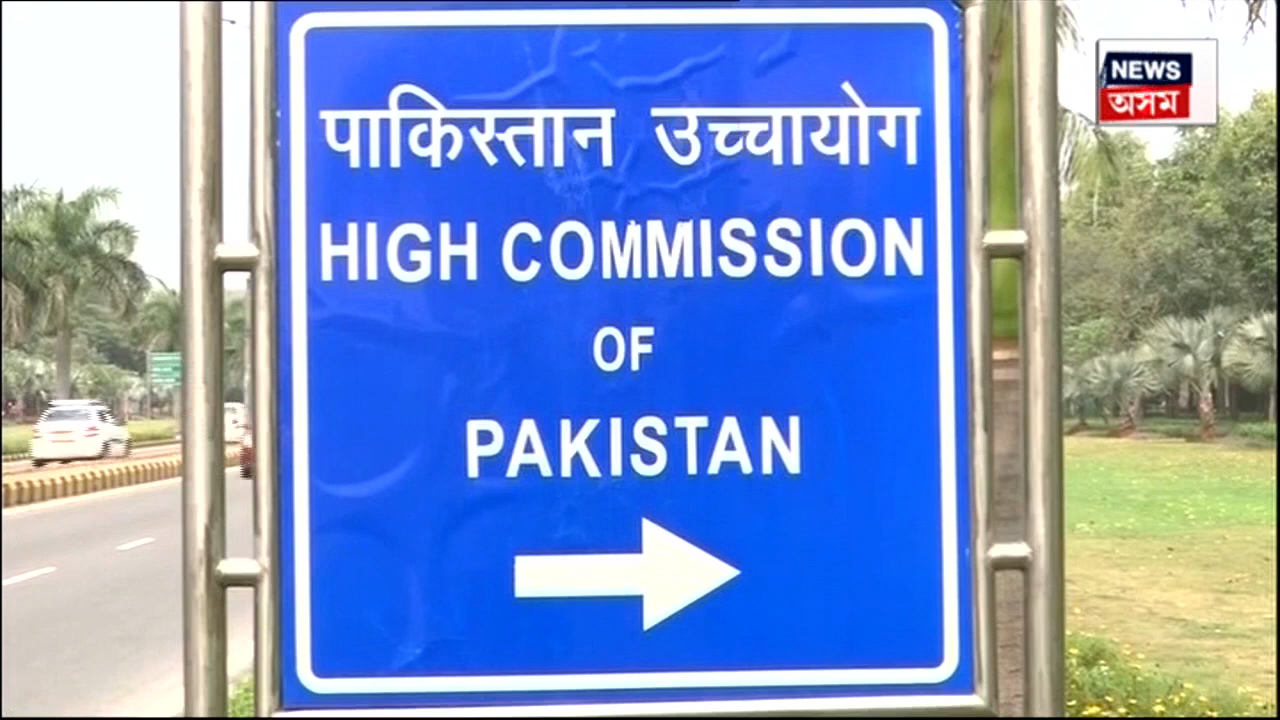 पाकिस्तान उच्चायोग
HIGH COMMISSION
OF
PAKISTAN
NEWS
অসম